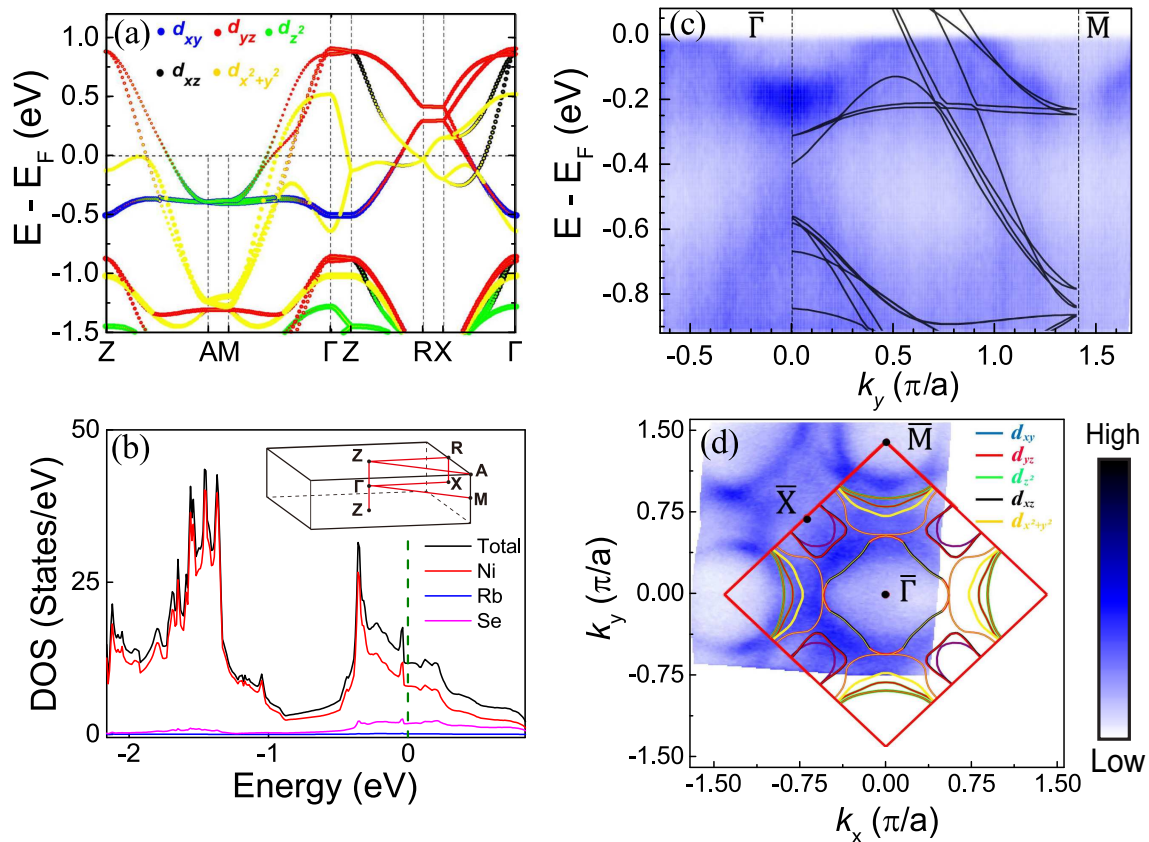 (a)
d_xy d_yz d_z²
d_xz d_x²+y²
E - E_F (eV)
1.0
0.5
0.0
-0.5
-1.0
-1.5
Z AM ΓZ RX Γ
(b)
DOS (States/eV)
50
25
0
Z R
A
Γ X
M
Z
Total
Ni
Rb
Se
-2 -1 0
Energy (eV)
(c) Γ̅ M̅
E - E_F (eV)
0.0
-0.2
-0.4
-0.6
-0.8
-0.5 0.0 0.5 1.0 1.5
k_y (π/a)
(d)
M̅
X̅
Γ̅
d_xy
d_yz
d_z²
d_xz
d_x²+y²
k_y (π/a)
1.50
0.75
0.00
-0.75
-1.50
-1.50 -0.75 0.00 0.75 1.50
k_x (π/a)
High
Low